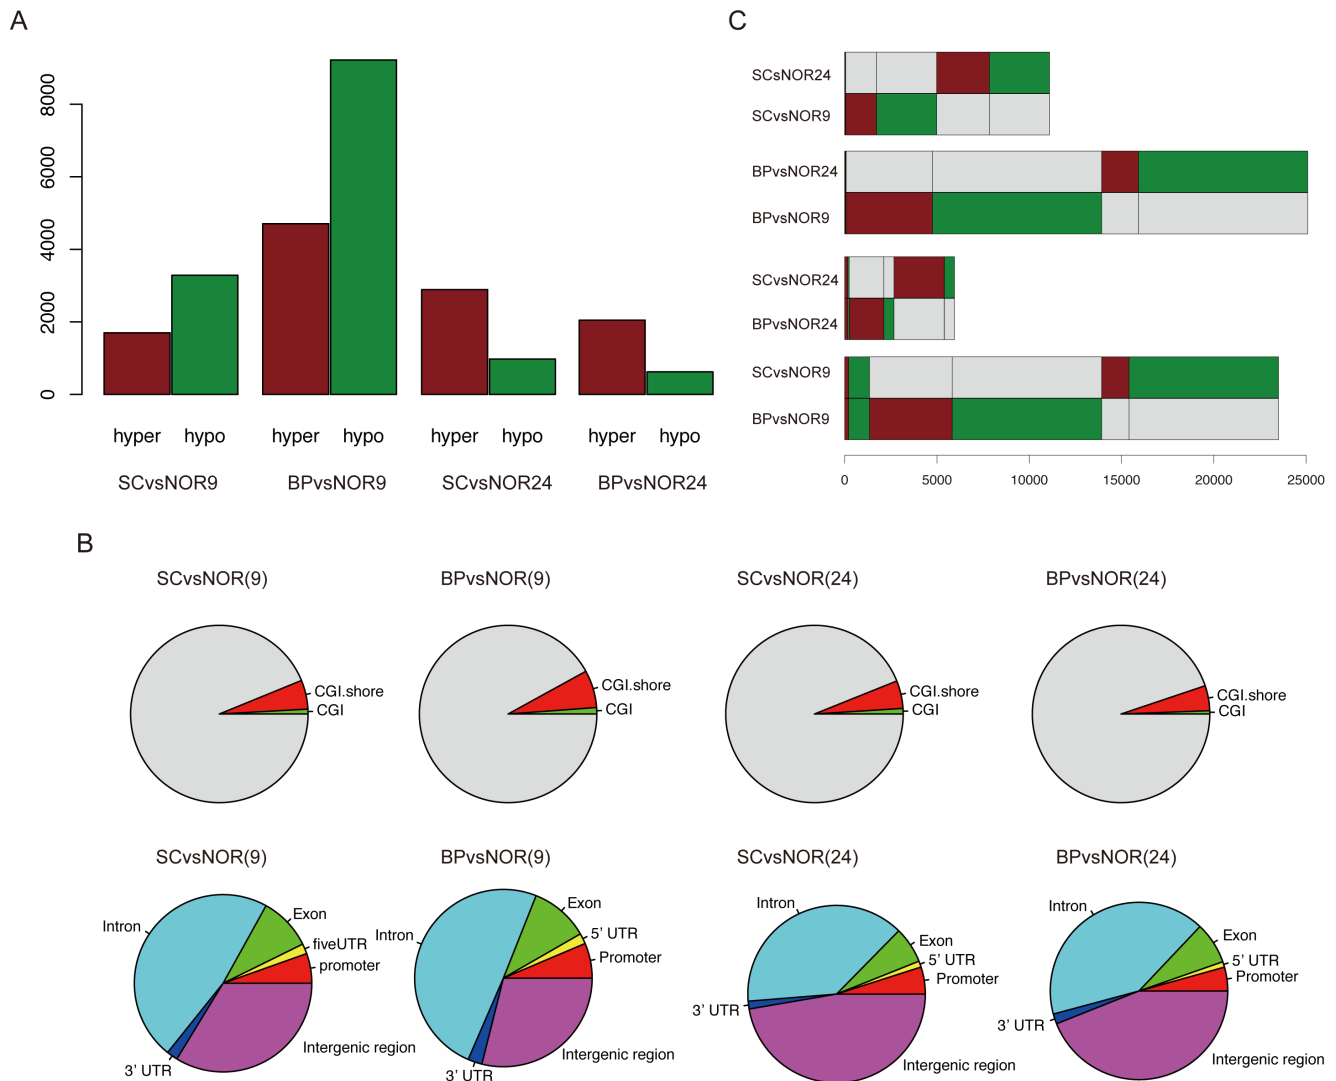 A
8000
6000
4000
2000
0
hyper hypo hyper hypo hyper hypo hyper hypo
SCvsNOR9 BPvsNOR9 SCvsNOR24 BPvsNOR24
C
SCsNOR24
SCvsNOR9
BPvsNOR24
BPvsNOR9
SCvsNOR24
BPvsNOR24
SCvsNOR9
BPvsNOR9
0 5000 10000 15000 20000 25000
B
SCvsNOR(9) BPvsNOR(9) SCvsNOR(24) BPvsNOR(24)
CGI.shore
CGI
CGI.shore
CGI
CGI.shore
CGI
CGI.shore
CGI
SCvsNOR(9) BPvsNOR(9) SCvsNOR(24) BPvsNOR(24)
Intron
Exon
fiveUTR
promoter
3' UTR
Intergenic region
Intron
Exon
5' UTR
Promoter
3' UTR
Intergenic region
Intron
Exon
5' UTR
Promoter
3' UTR
Intergenic region
Intron
Exon
5' UTR
Promoter
3' UTR
Intergenic region